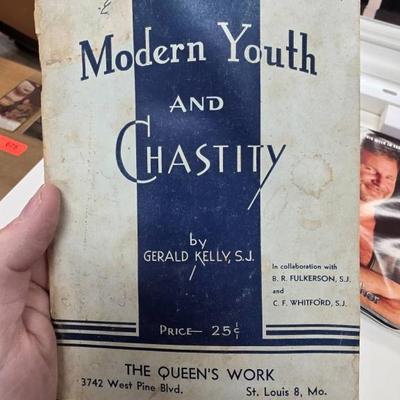 Modern Youth
AND
CHASTITY
by
GERALD KELLY, S.J.
In collaboration with
B. R. FULKERSON, S.J.
and
C. F. WHITFORD, S.J.
PRICE— 25¢
THE QUEEN'S WORK
3742 West Pine Blvd. St. Louis 8, Mo.